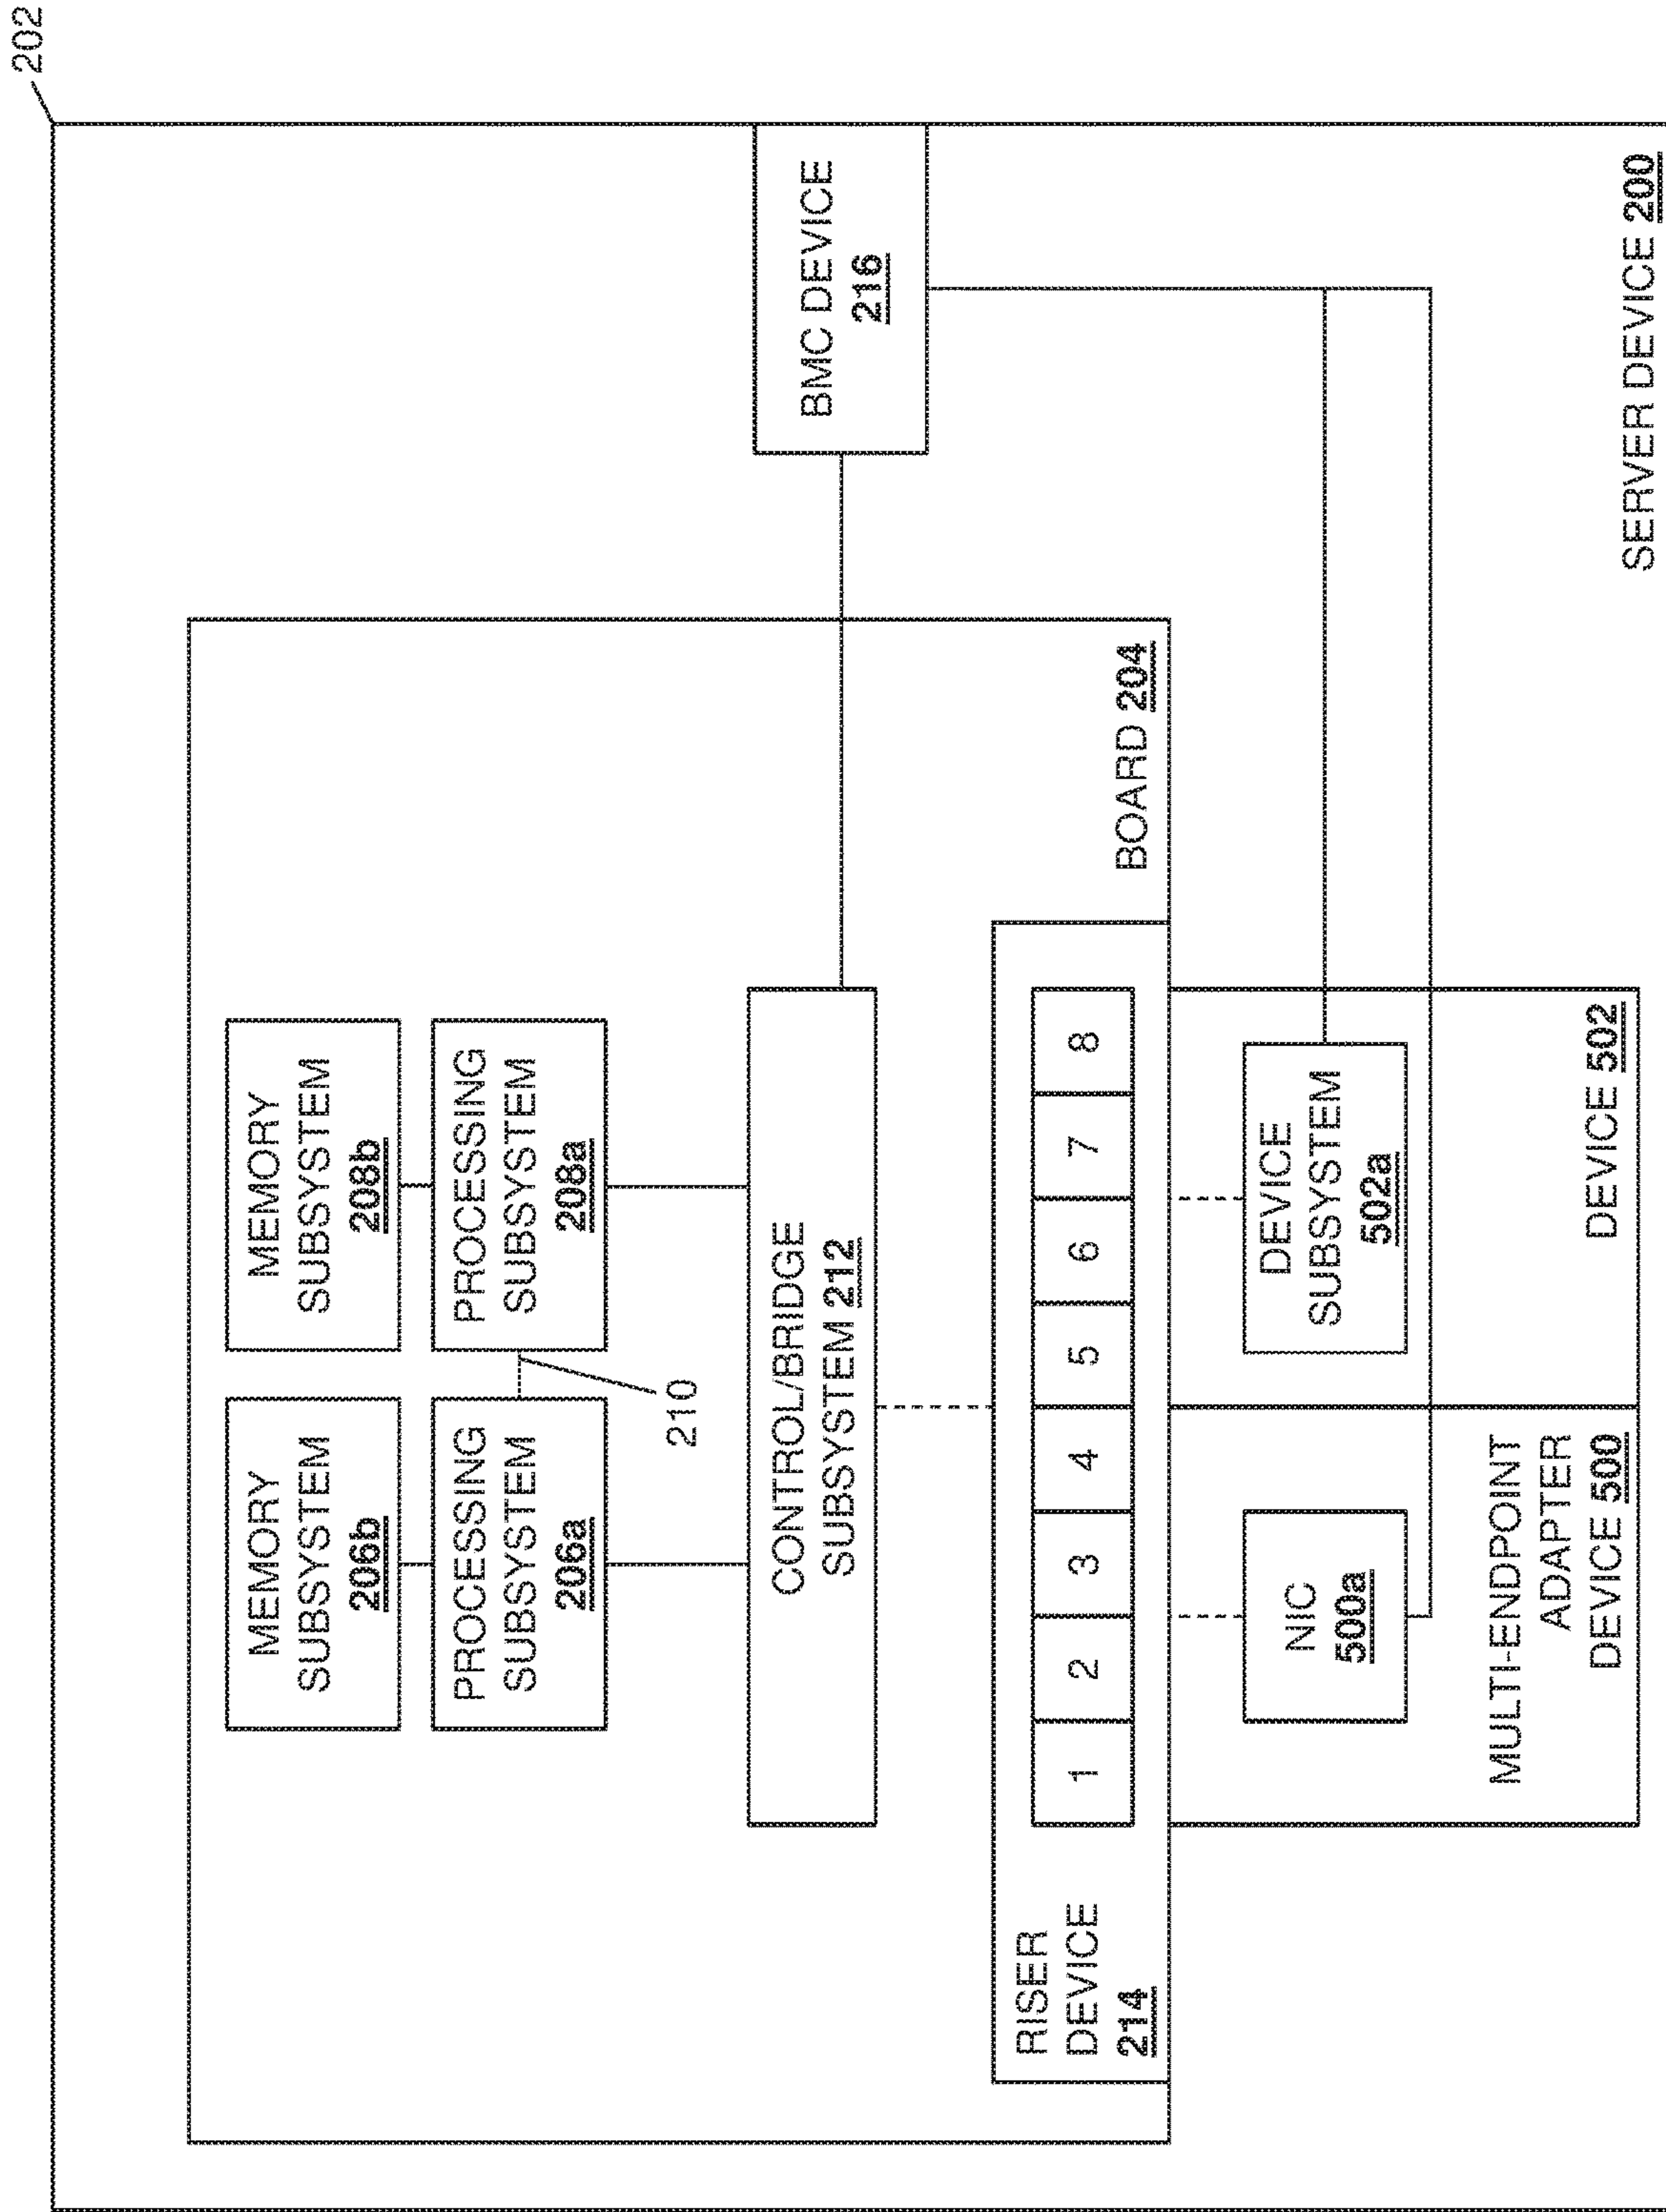 202
MEMORY
SUBSYSTEM
206b
MEMORY
SUBSYSTEM
208b
PROCESSING
SUBSYSTEM
206a
PROCESSING
SUBSYSTEM
208a
210
CONTROL/BRIDGE
SUBSYSTEM 212
BMC DEVICE
216
RISER
DEVICE
214
1 2 3 4 5 6 7 8
BOARD 204
NIC
500a
MULTI-ENDPOINT
ADAPTER
DEVICE 500
DEVICE
SUBSYSTEM
502a
DEVICE 502
SERVER DEVICE 200